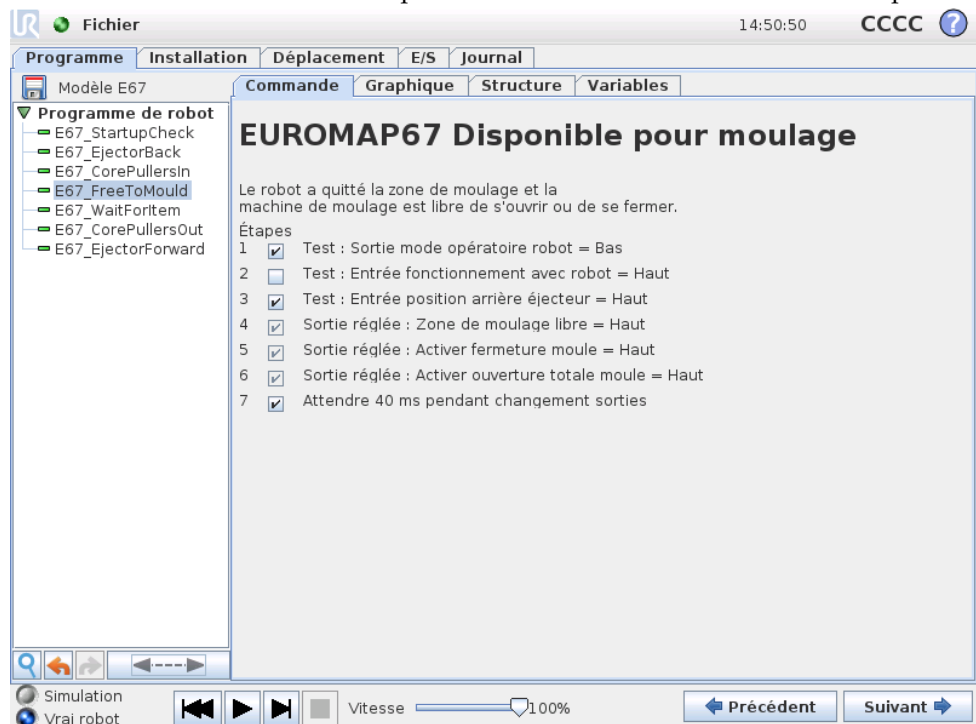 UR Fichier 14:50:50 CCCC ?
Programme Installation Déplacement E/S Journal
Modèle E67
Commande Graphique Structure Variables
Programme de robot
E67_StartupCheck
E67_EjectorBack
E67_CorePullersIn
E67_FreeToMould
E67_WaitForItem
E67_CorePullersOut
E67_EjectorForward
EUROMAP67 Disponible pour moulage
Le robot a quitté la zone de moulage et la
machine de moulage est libre de s'ouvrir ou de se fermer.
Étapes
1 Test : Sortie mode opératoire robot = Bas
2 Test : Entrée fonctionnement avec robot = Haut
3 Test : Entrée position arrière éjecteur = Haut
4 Sortie réglée : Zone de moulage libre = Haut
5 Sortie réglée : Activer fermeture moule = Haut
6 Sortie réglée : Activer ouverture totale moule = Haut
7 Attendre 40 ms pendant changement sorties
Simulation
Vrai robot
Vitesse 100%
Précédent Suivant